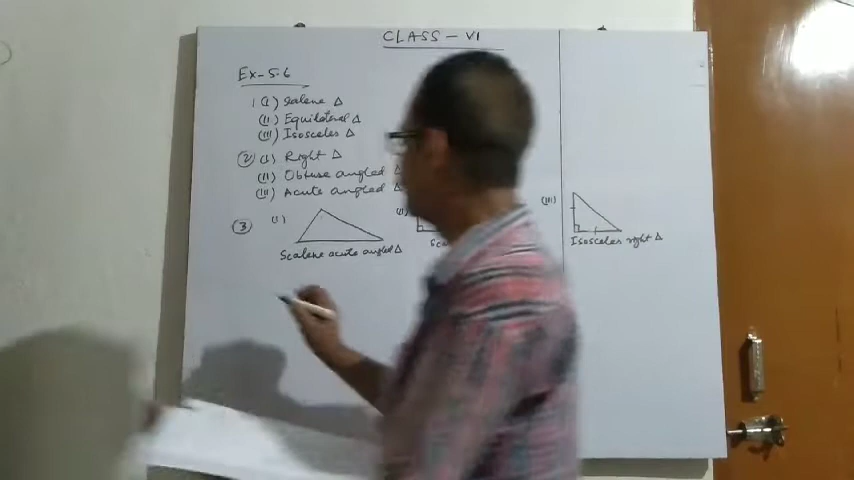 CLASS - VI
Ex-5.6
1 (i) Scalene Δ
(ii) Equilateral Δ
(iii) Isosceles Δ
(2) (i) Right Δ
(ii) Obtuse angled Δ
(iii) Acute angled Δ
(3) (i)
(ii)
(iii)
Scalene acute angled Δ
Isosceles right Δ